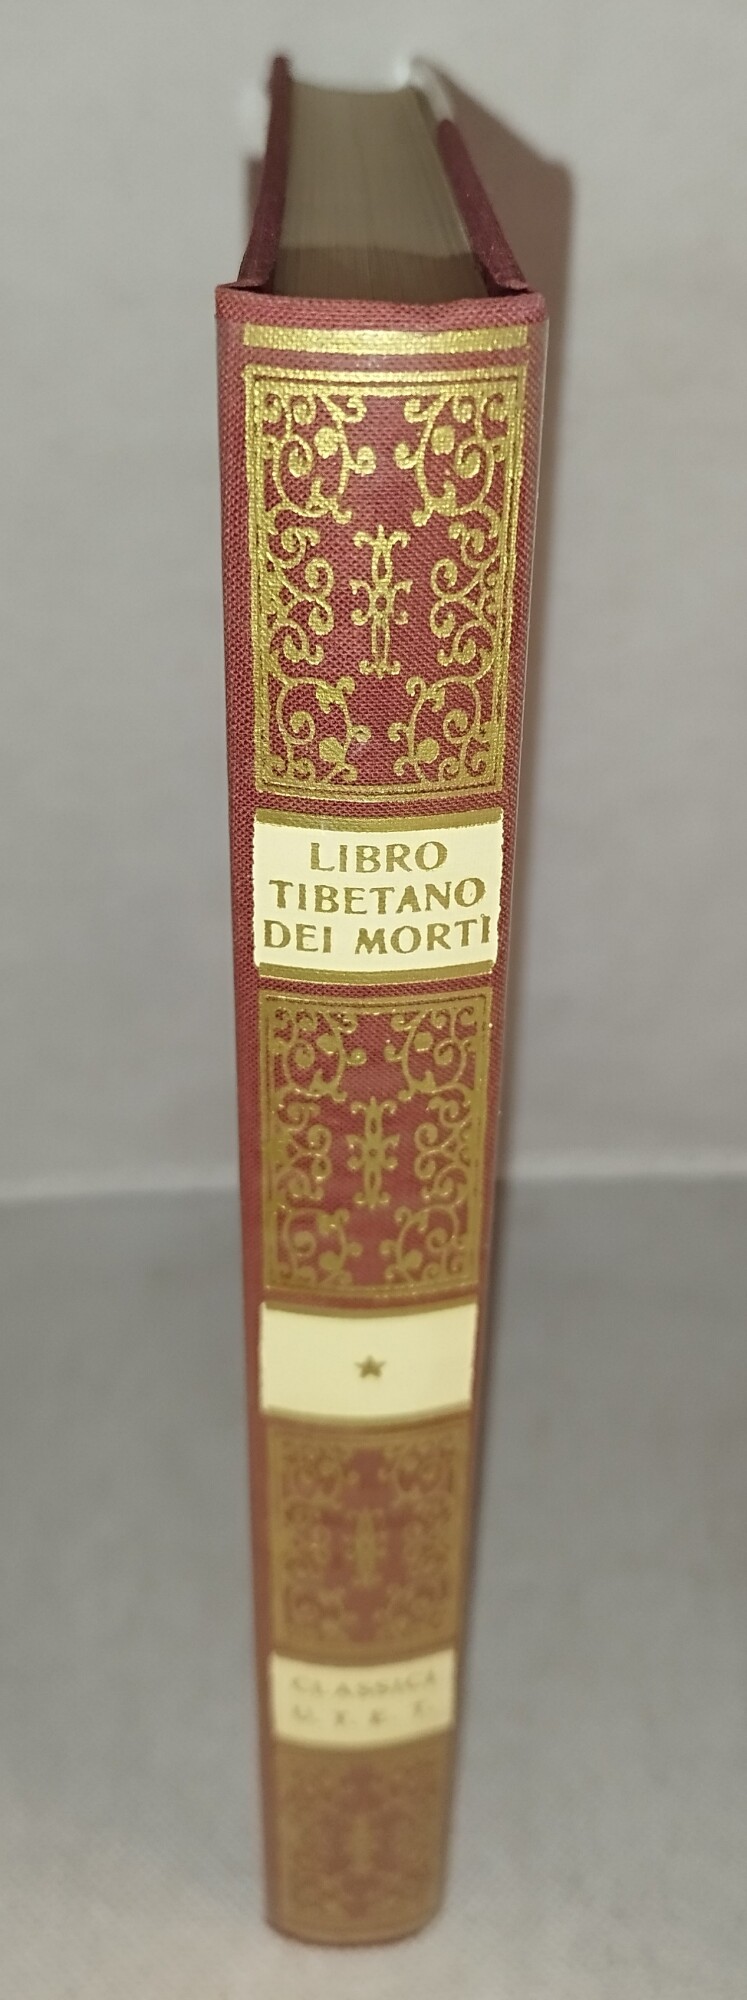 LIBRO
TIBETANO
DEI MORTI
CLASSICI
U. T. E. T.